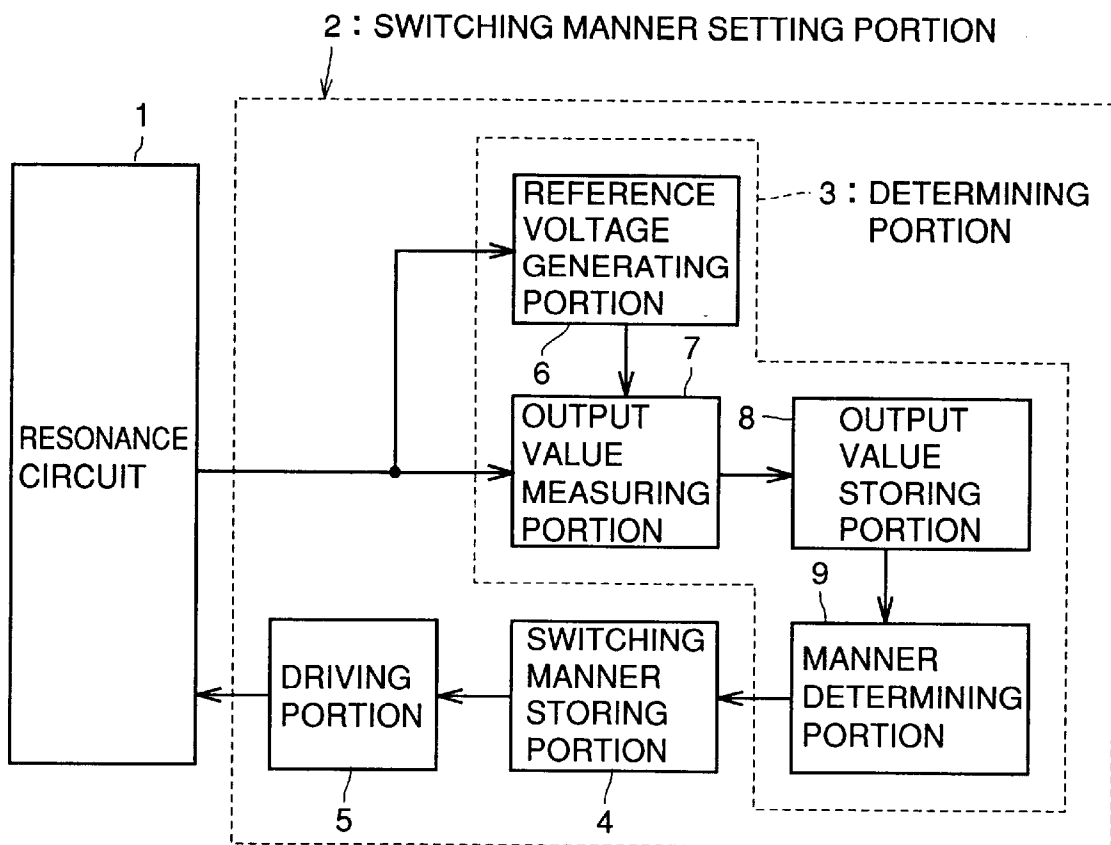 2 : SWITCHING MANNER SETTING PORTION
1
REFERENCE
VOLTAGE
GENERATING
PORTION
3 : DETERMINING
PORTION
6
7
RESONANCE
CIRCUIT
OUTPUT
VALUE
MEASURING
PORTION
8
OUTPUT
VALUE
STORING
PORTION
9
DRIVING
PORTION
SWITCHING
MANNER
STORING
PORTION
MANNER
DETERMINING
PORTION
5
4